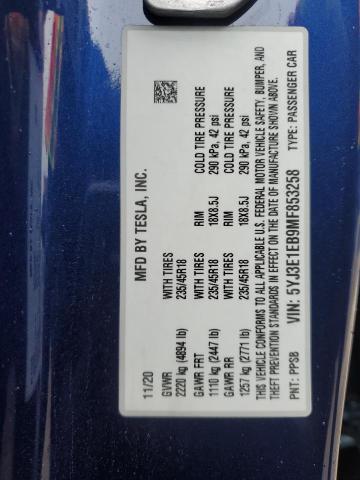 MFD BY TESLA, INC.
11/20
GVWR WITH TIRES RIM COLD TIRE PRESSURE
2220 kg (4894 lb) 235/45R18 18X8.5J 290 kPa, 42 psi
GAWR FRT WITH TIRES RIM COLD TIRE PRESSURE
1110 kg (2447 lb) 235/45R18 18X8.5J 290 kPa, 42 psi
GAWR RR
1257 kg (2771 lb)
THIS VEHICLE CONFORMS TO ALL APPLICABLE U.S. FEDERAL MOTOR VEHICLE SAFETY, BUMPER, AND
THEFT PREVENTION STANDARDS IN EFFECT ON THE DATE OF MANUFACTURE SHOWN ABOVE.
VIN: 5YJ3E1EB9MF853258
PNT: PPSB TYPE: PASSENGER CAR